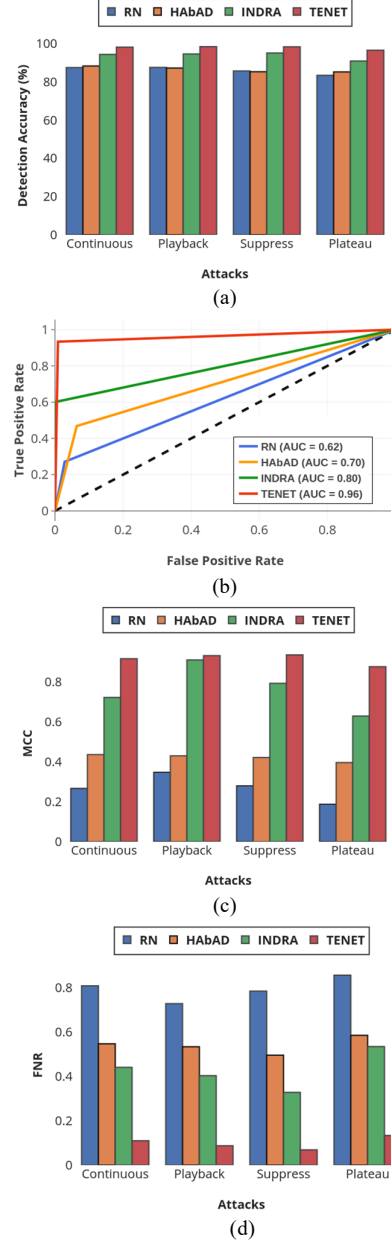 RN HAbAD INDRA TENET
Detection Accuracy (%)
100
80
60
40
20
0
Continuous Playback Suppress Plateau
Attacks
(a)
True Positive Rate
1
0.8
0.6
0.4
0.2
0
RN (AUC = 0.62)
HAbAD (AUC = 0.70)
INDRA (AUC = 0.80)
TENET (AUC = 0.96)
0 0.2 0.4 0.6 0.8
False Positive Rate
(b)
RN HAbAD INDRA TENET
MCC
0.8
0.6
0.4
0.2
0
Continuous Playback Suppress Plateau
Attacks
(c)
RN HAbAD INDRA TENET
FNR
0.8
0.6
0.4
0.2
0
Continuous Playback Suppress Plateau
Attacks
(d)